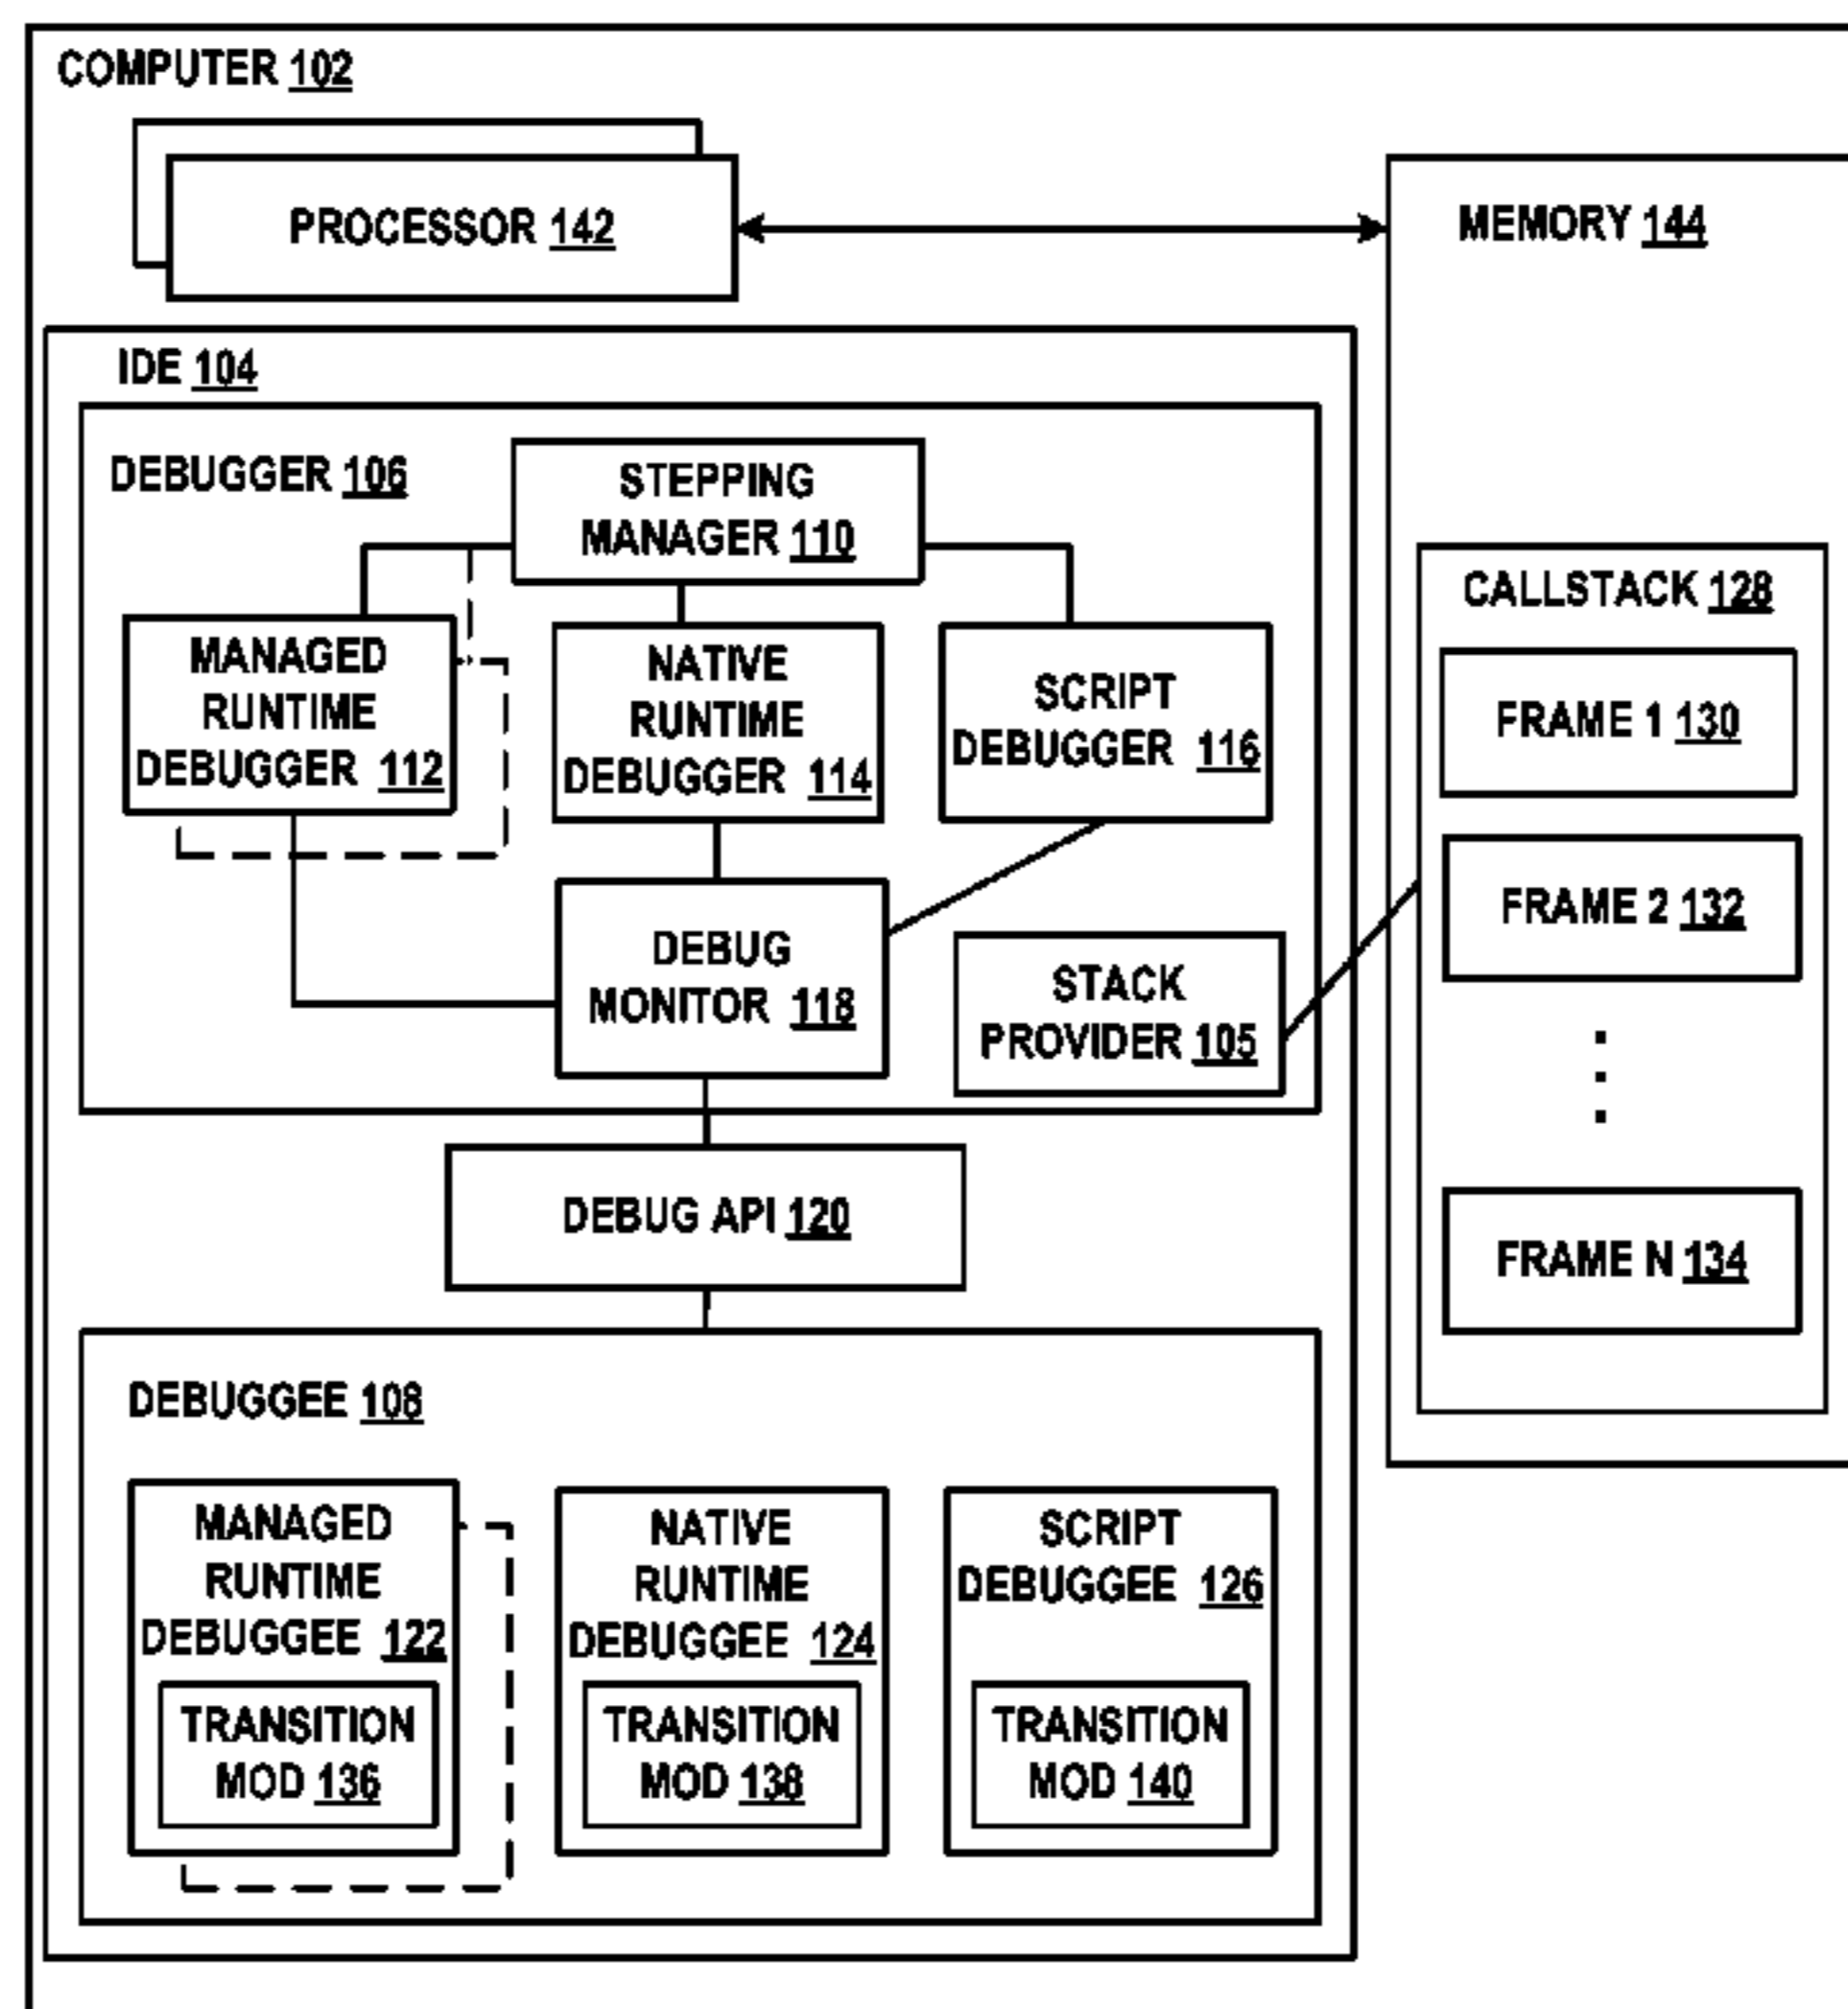 COMPUTER 102
PROCESSOR 142
MEMORY 144
IDE 104
DEBUGGER 106
STEPPING
MANAGER 110
MANAGED
RUNTIME
DEBUGGER 112
NATIVE
RUNTIME
DEBUGGER 114
SCRIPT
DEBUGGER 116
DEBUG
MONITOR 118
STACK
PROVIDER 105
CALLSTACK 128
FRAME 1 130
FRAME 2 132
FRAME N 134
DEBUG API 120
DEBUGGEE 108
MANAGED
RUNTIME
DEBUGGEE 122
TRANSITION
MOD 136
NATIVE
RUNTIME
DEBUGGEE 124
TRANSITION
MOD 138
SCRIPT
DEBUGGEE 126
TRANSITION
MOD 140